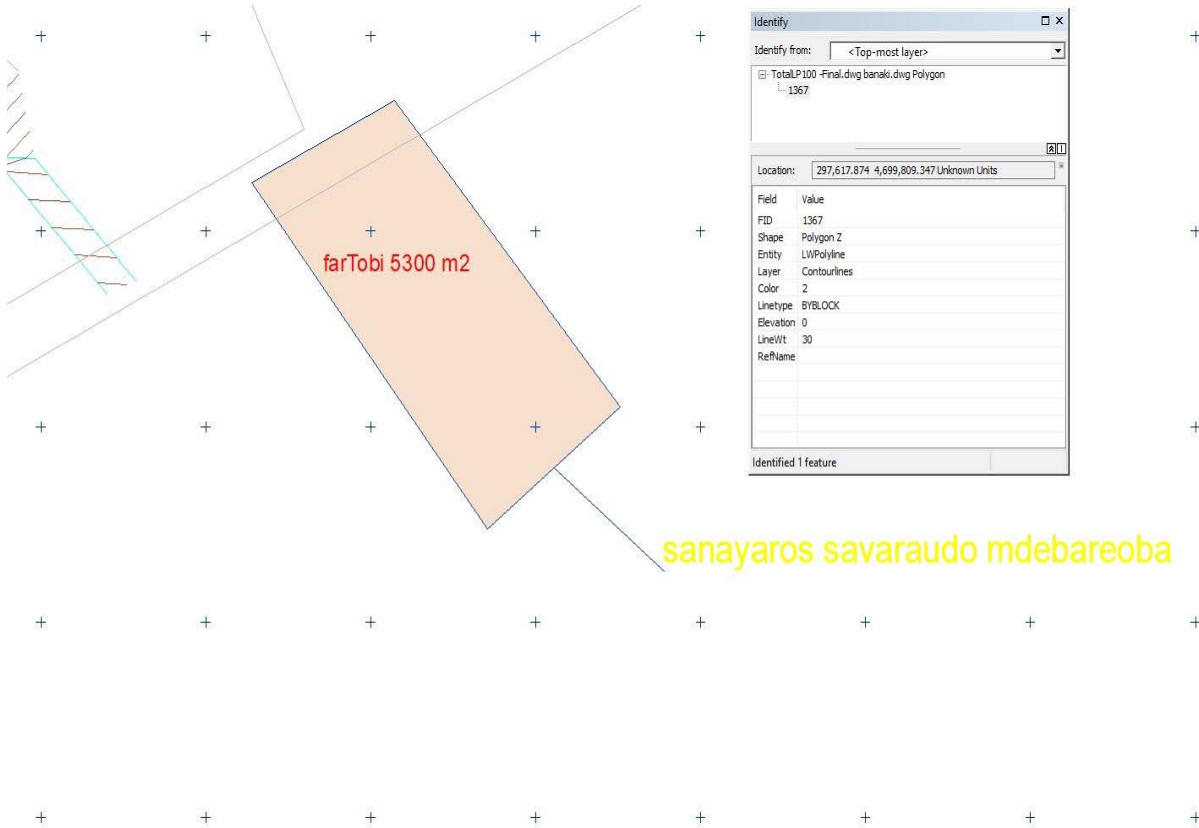 Identify
Identify from: <Top-most layer>
TotalLP100 -Final.dwg banaki.dwg Polygon
1367
Location: 297,617.874 4,699,809.347 Unknown Units
Field Value
FID 1367
Shape Polygon Z
Entity LWPolyline
Layer Contourlines
Color 2
Linetype BYBLOCK
Elevation 0
LineWt 30
RefName
Identified 1 feature
farTobi 5300 m2
sanayaros savaraudo mdebareoba